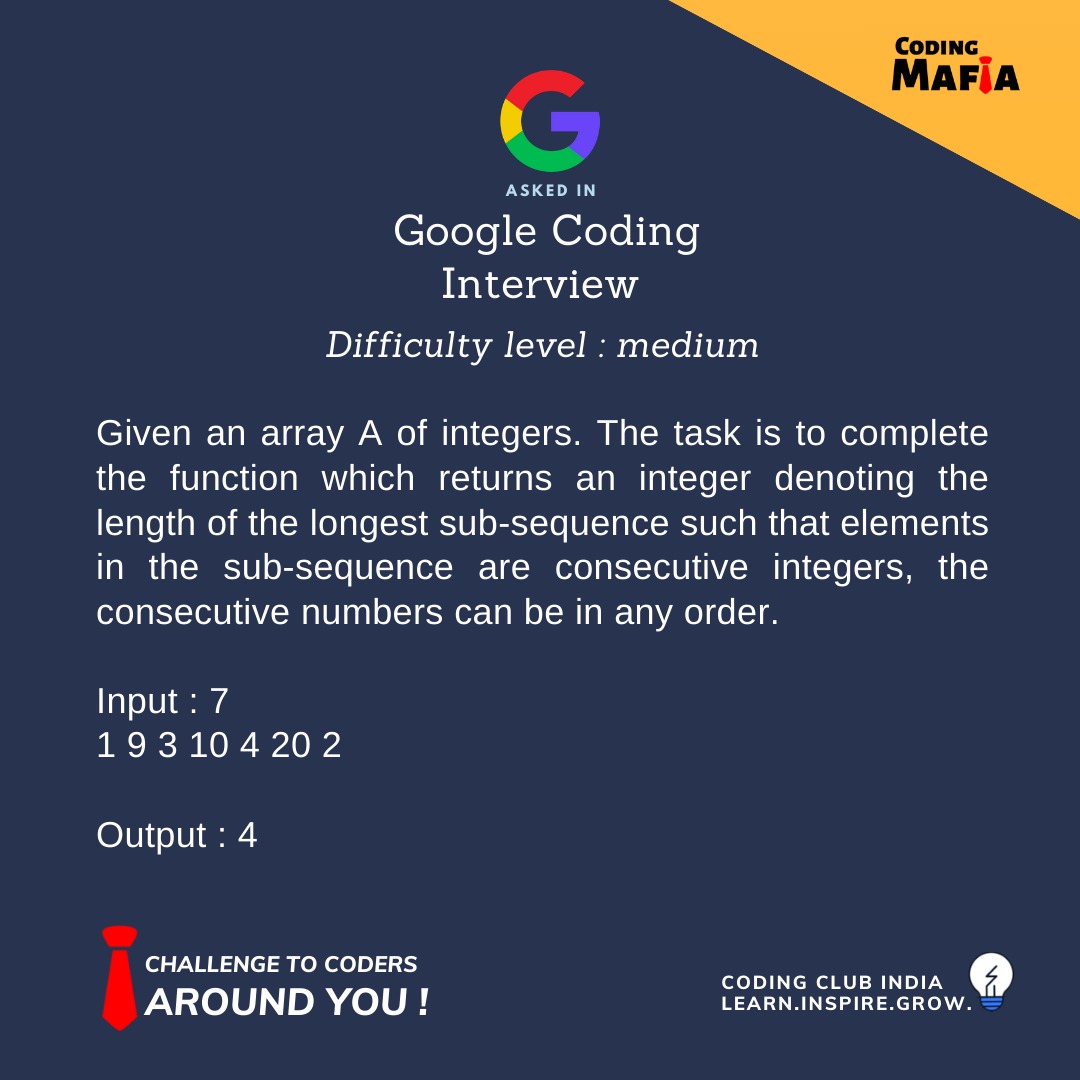 CODING
MAFIA
ASKED IN
Google Coding
Interview
Difficulty level : medium
Given an array A of integers. The task is to complete
the function which returns an integer denoting the
length of the longest sub-sequence such that elements
in the sub-sequence are consecutive integers, the
consecutive numbers can be in any order.
Input : 7
1 9 3 10 4 20 2
Output : 4
CHALLENGE TO CODERS
AROUND YOU !
CODING CLUB INDIA
LEARN.INSPIRE.GROW.